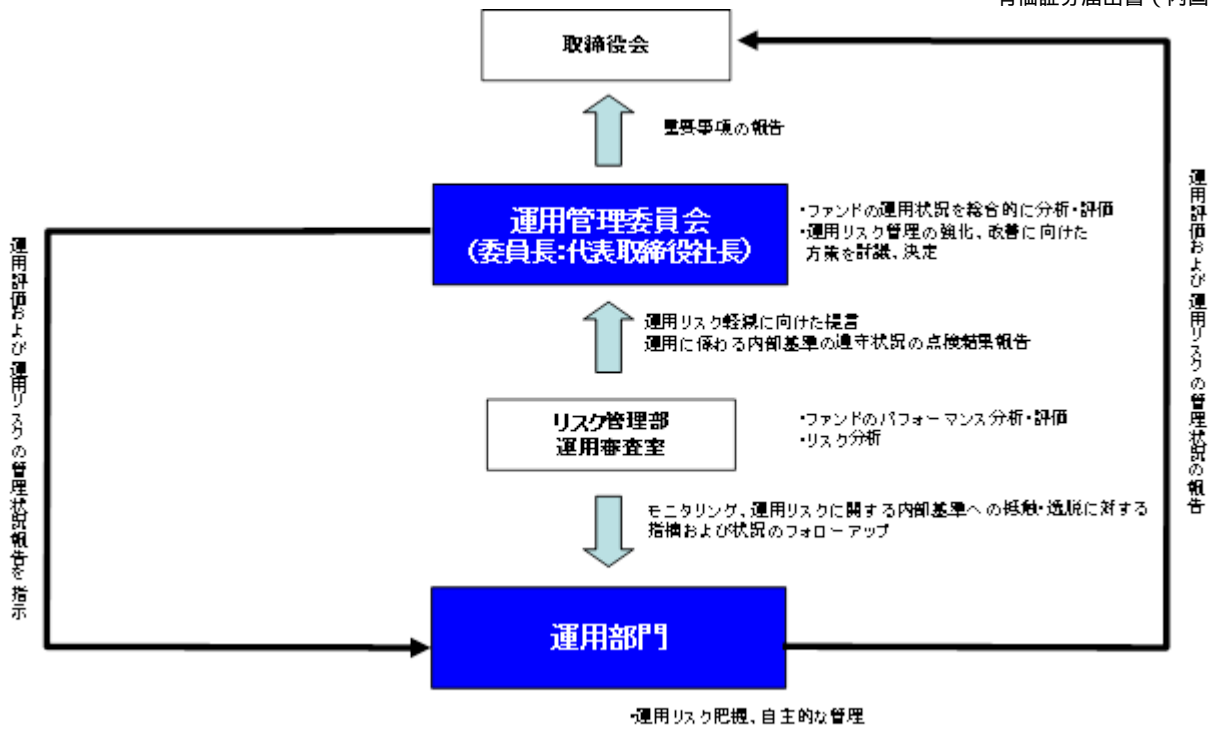 取締役会
重要事項の報告
運用管理委員会
(委員長:代表取締役社長)
・ファンドの運用状況を総合的に分析・評価
・運用リスク管理の強化、改善に向けた
方策を討議、決定
運用リスク軽減に向けた提言
運用に係わる内部基準の遵守状況の点検結果報告
リスク管理部
運用審査室
・ファンドのパフォーマンス分析・評価
・リスク分析
モニタリング、運用リスクに関する内部基準への抵触・逸脱に対する
指摘および状況のフォローアップ
運用部門
・運用リスク把握、自主的な管理
運用評価および運用リスクの管理状況報告を指示
運用評価および運用リスクの管理状況の報告